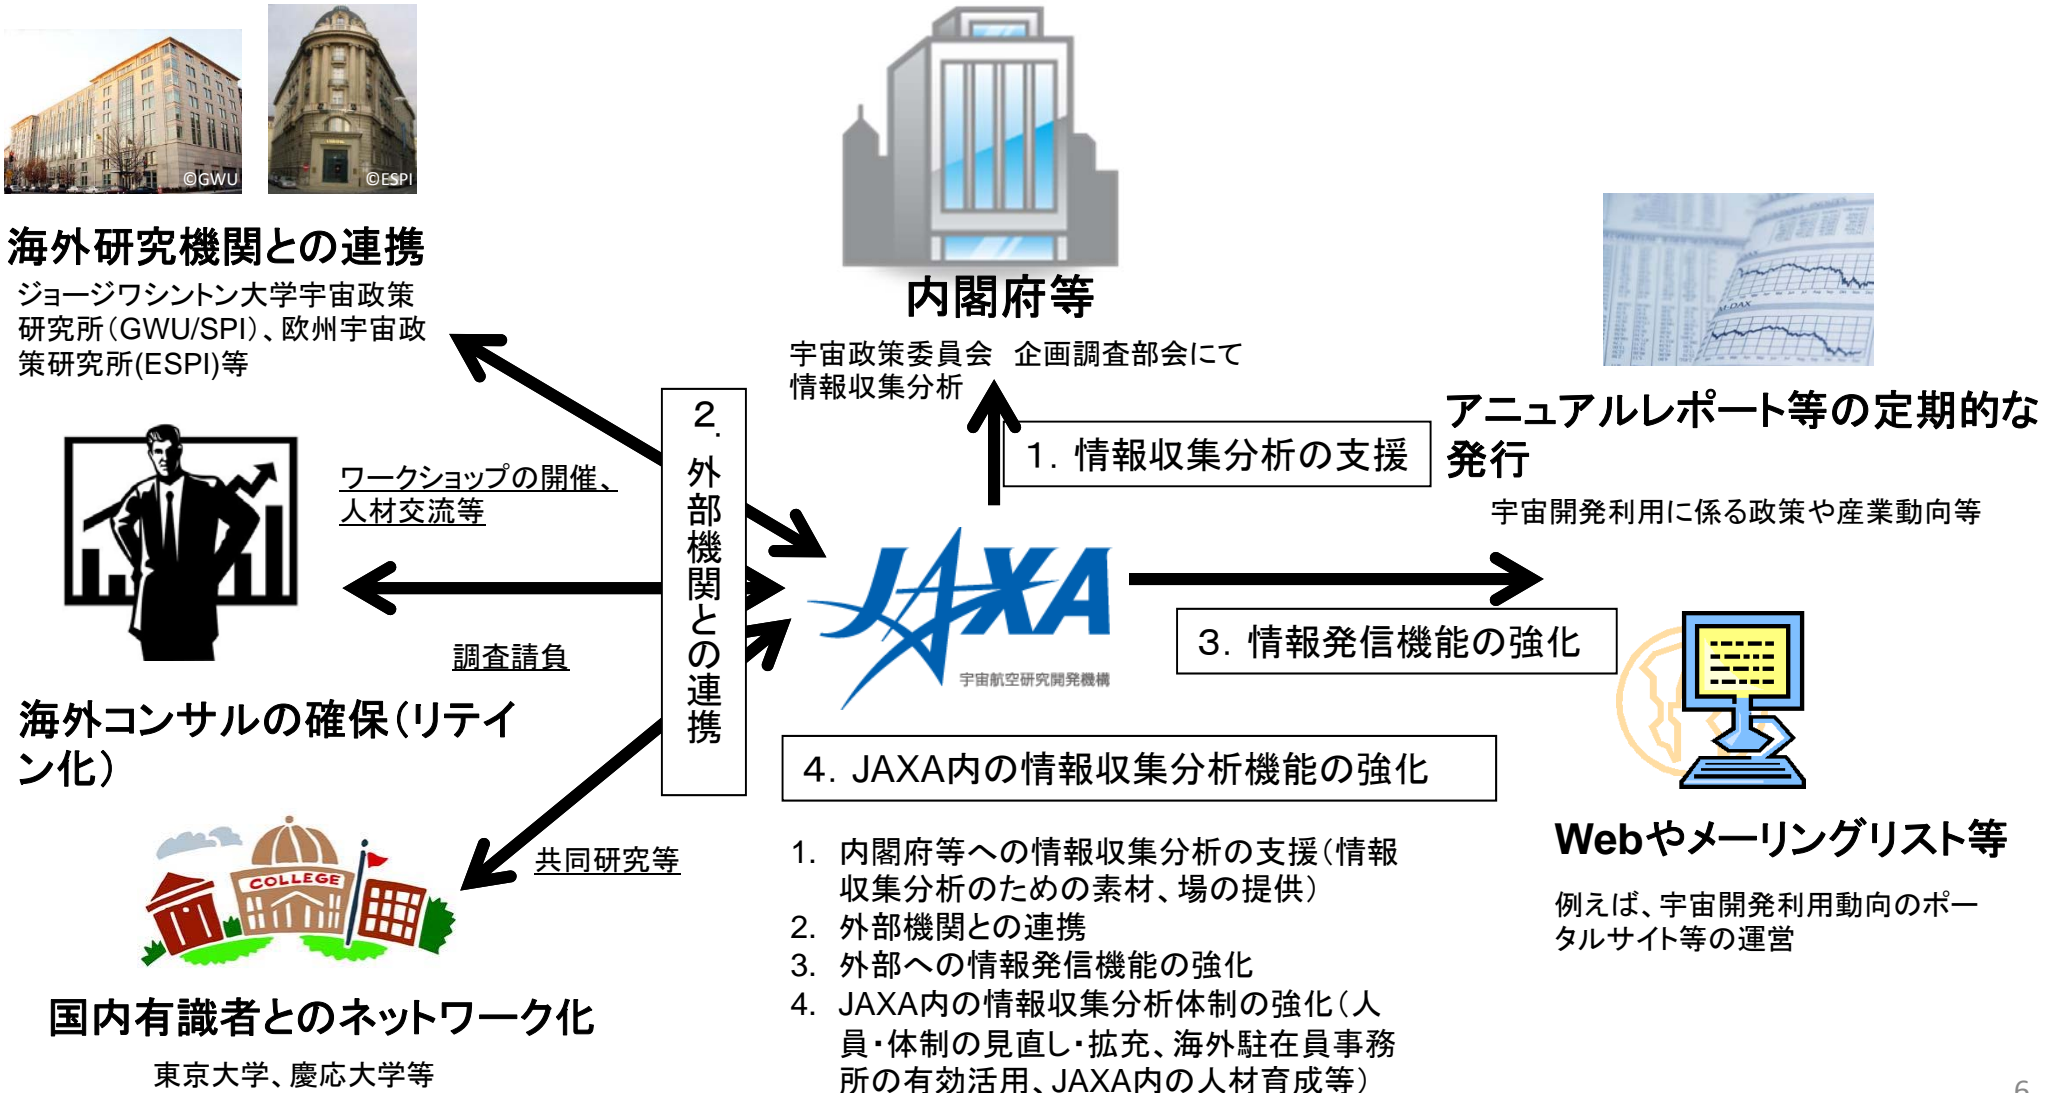 ©GWU
©ESPI
海外研究機関との連携
ジョージワシントン大学宇宙政策
研究所(GWU/SPI)、欧州宇宙政
策研究所(ESPI)等
ワークショップの開催、
人材交流等
調査請負
海外コンサルの確保(リテイ
ン化)
COLLEGE
共同研究等
国内有識者とのネットワーク化
東京大学、慶応大学等
2.外部機関との連携
内閣府等
宇宙政策委員会 企画調査部会にて
情報収集分析
1. 情報収集分析の支援
JAXA
宇宙航空研究開発機構
3. 情報発信機能の強化
4. JAXA内の情報収集分析機能の強化
1. 内閣府等への情報収集分析の支援(情報
収集分析のための素材、場の提供)
2. 外部機関との連携
3. 外部への情報発信機能の強化
4. JAXA内の情報収集分析体制の強化(人
員・体制の見直し・拡充、海外駐在員事務
所の有効活用、JAXA内の人材育成等)
M-DAX
アニュアルレポート等の定期的な
発行
宇宙開発利用に係る政策や産業動向等
Webやメーリングリスト等
例えば、宇宙開発利用動向のポー
タルサイト等の運営
6